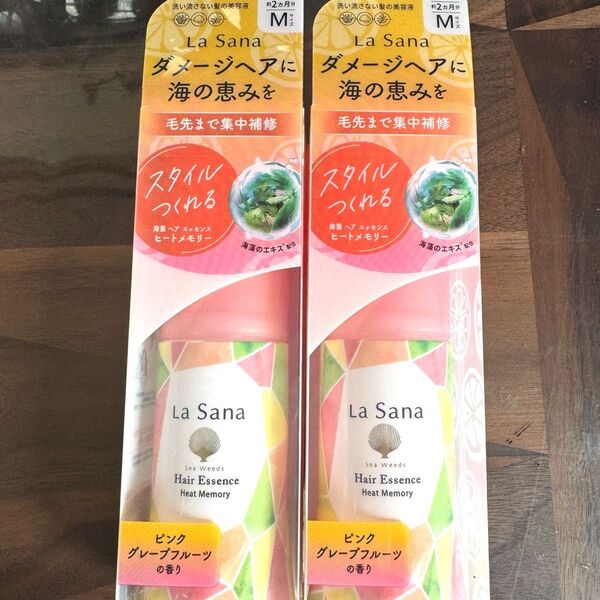 洗い流さない髪の美容液
約2ヵ月分
Mサイズ
La Sana
ダメージヘアに
海の恵みを
毛先まで集中補修
スタイル
つくれる
海藻 ヘア エッセンス
ヒートメモリー
海藻のエキス*配合
La Sana
Sea Weeds
Hair Essence
Heat Memory
ピンク
グレープフルーツ
の香り
洗い流さない髪の美容液
約2ヵ月分
Mサイズ
La Sana
ダメージヘアに
海の恵みを
毛先まで集中補修
スタイル
つくれる
海藻 ヘア エッセンス
ヒートメモリー
海藻のエキス*配合
La Sana
Sea Weeds
Hair Essence
Heat Memory
ピンク
グレープフルーツ
の香り